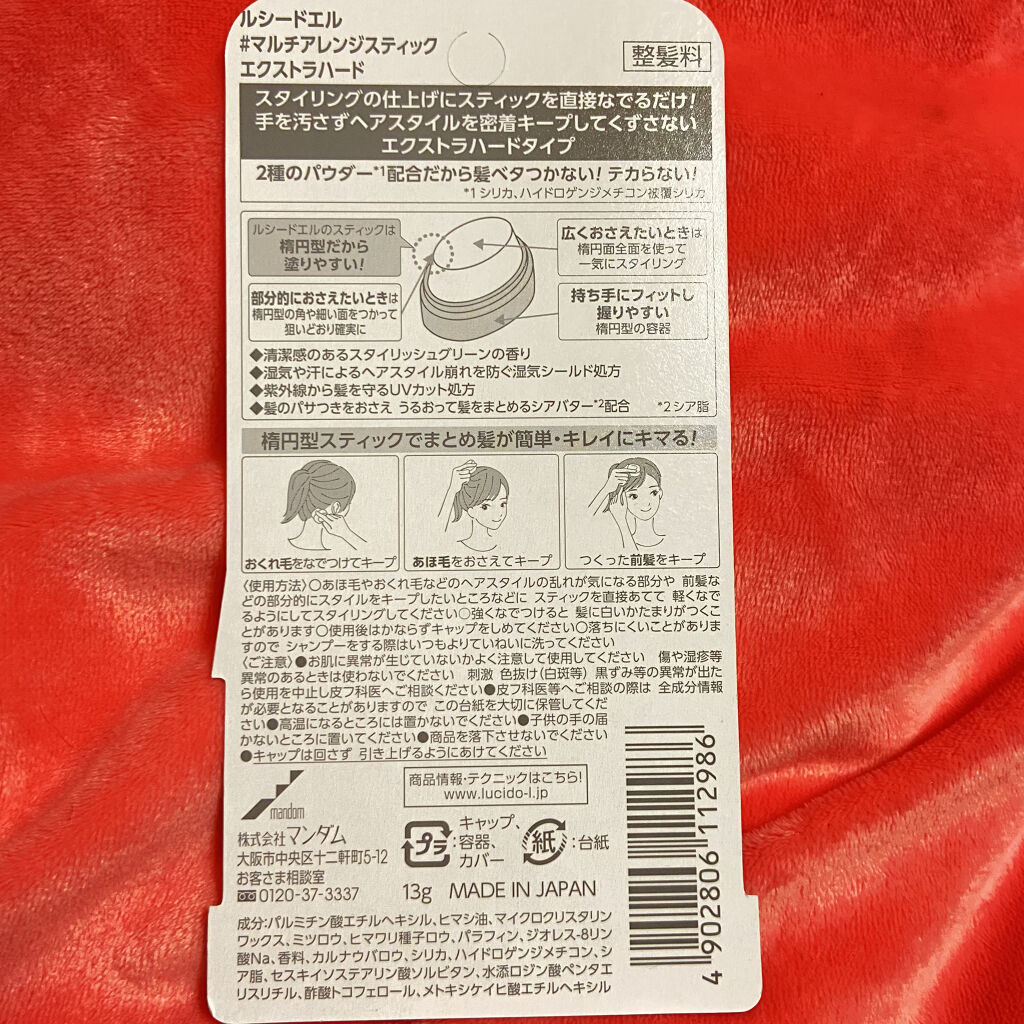 ルシードエル
#マルチアレンジスティック
エクストラハード
整髪料
スタイリングの仕上げにスティックを直接なでるだけ!
手を汚さずヘアスタイルを密着キープしてくずさない
エクストラハードタイプ
2種のパウダー*1配合だから髪ベタつかない! テカらない!
*1 シリカ、ハイドロゲンジメチコン被覆シリカ
ルシードエルのスティックは
楕円型だから
塗りやすい!
広くおさえたいときは
楕円面全面を使って
一気にスタイリング
部分的におさえたいときは
楕円型の角や細い面をつかって
狙いどおり確実に
持ち手にフィットし
握りやすい
楕円型の容器
◆清潔感のあるスタイリッシュグリーンの香り
◆湿気や汗によるヘアスタイル崩れを防ぐ湿気シールド処方
◆紫外線から髪を守るUVカット処方
◆髪のパサつきをおさえ うるおって髪をまとめるシアバター*2配合 *2 シア脂
楕円型スティックでまとめ髪が簡単・キレイにキマる!
おくれ毛をなでつけてキープ
あほ毛をおさえてキープ
つくった前髪をキープ
〈使用方法〉○あほ毛やおくれ毛などのヘアスタイルの乱れが気になる部分や 前髪な
どの部分的にスタイルをキープしたいところなどに スティックを直接あてて 軽くなで
るようにしてスタイリングしてください○強くなでつけると 髪に白いかたまりがつくこ
とがあります○使用後はかならずキャップをしめてください○落ちにくいことがありま
すので シャンプーをする際はいつもよりていねいに洗ってください
〈ご注意〉●お肌に異常が生じていないかよく注意して使用してください 傷や湿疹等
異常のあるときは使わないでください 刺激 色抜け(白斑等) 黒ずみ等の異常が出た
ら使用を中止し皮フ科医へご相談ください●皮フ科医等へご相談の際は 全成分情報
が必要となることがありますので この台紙を大切に保管してくだ
さい●高温になるところには置かないでください●子供の手の届
かないところに置いてください●商品を落下させないでください
●キャップは回さず 引き上げるようにあけてください
商品情報・テクニックはこちら!
www.lucido-l.jp
mandom
株式会社マンダム
大阪市中央区十二軒町5-12
お客さま相談室
0120-37-3337
プラ
:キャップ、
容器、
カバー
紙
:台紙
13g MADE IN JAPAN
成分:パルミチン酸エチルヘキシル、ヒマシ油、マイクロクリスタリン
ワックス、ミツロウ、ヒマワリ種子ロウ、パラフィン、ジオレス-8リン
酸Na、香料、カルナウバロウ、シリカ、ハイドロゲンジメチコン、シ
ア脂、セスキイソステアリン酸ソルビタン、水添ロジン酸ペンタエ
リスリチル、酢酸トコフェロール、メトキシケイヒ酸エチルヘキシル
4902806112986